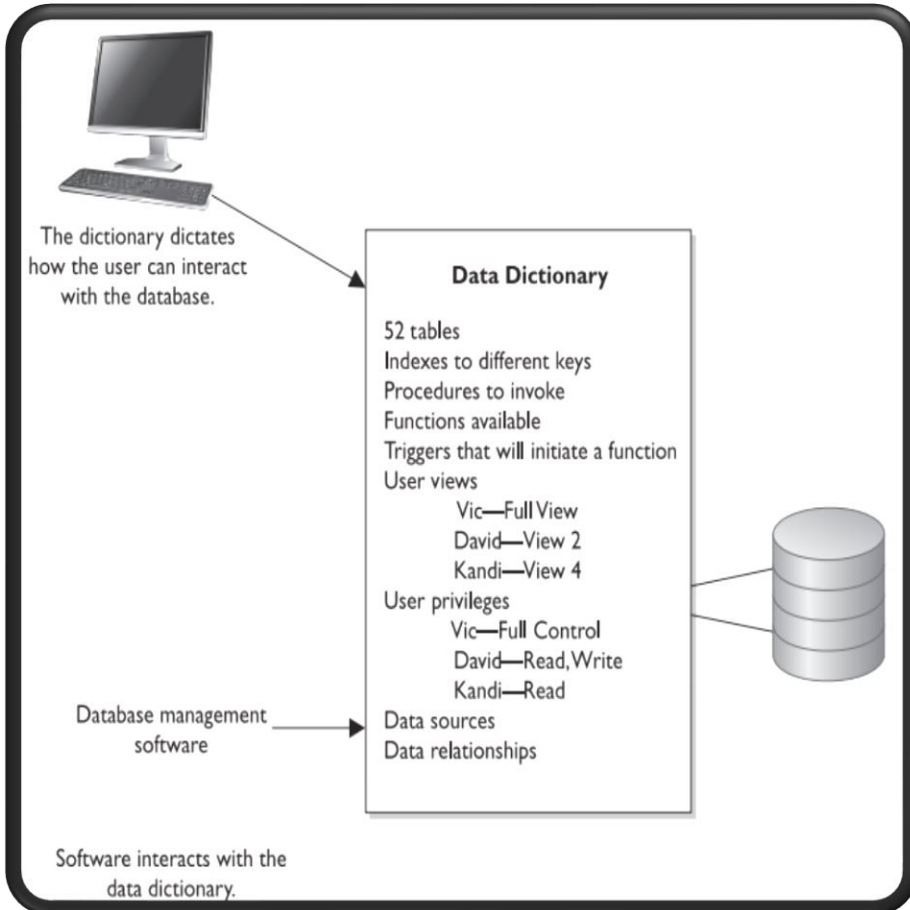 The dictionary dictates
how the user can interact
with the database.
Data Dictionary
52 tables
Indexes to different keys
Procedures to invoke
Functions available
Triggers that will initiate a function
User views
Vic—Full View
David—View 2
Kandi—View 4
User privileges
Vic—Full Control
David—Read, Write
Kandi—Read
Data sources
Data relationships
Database management
software
Software interacts with the
data dictionary.